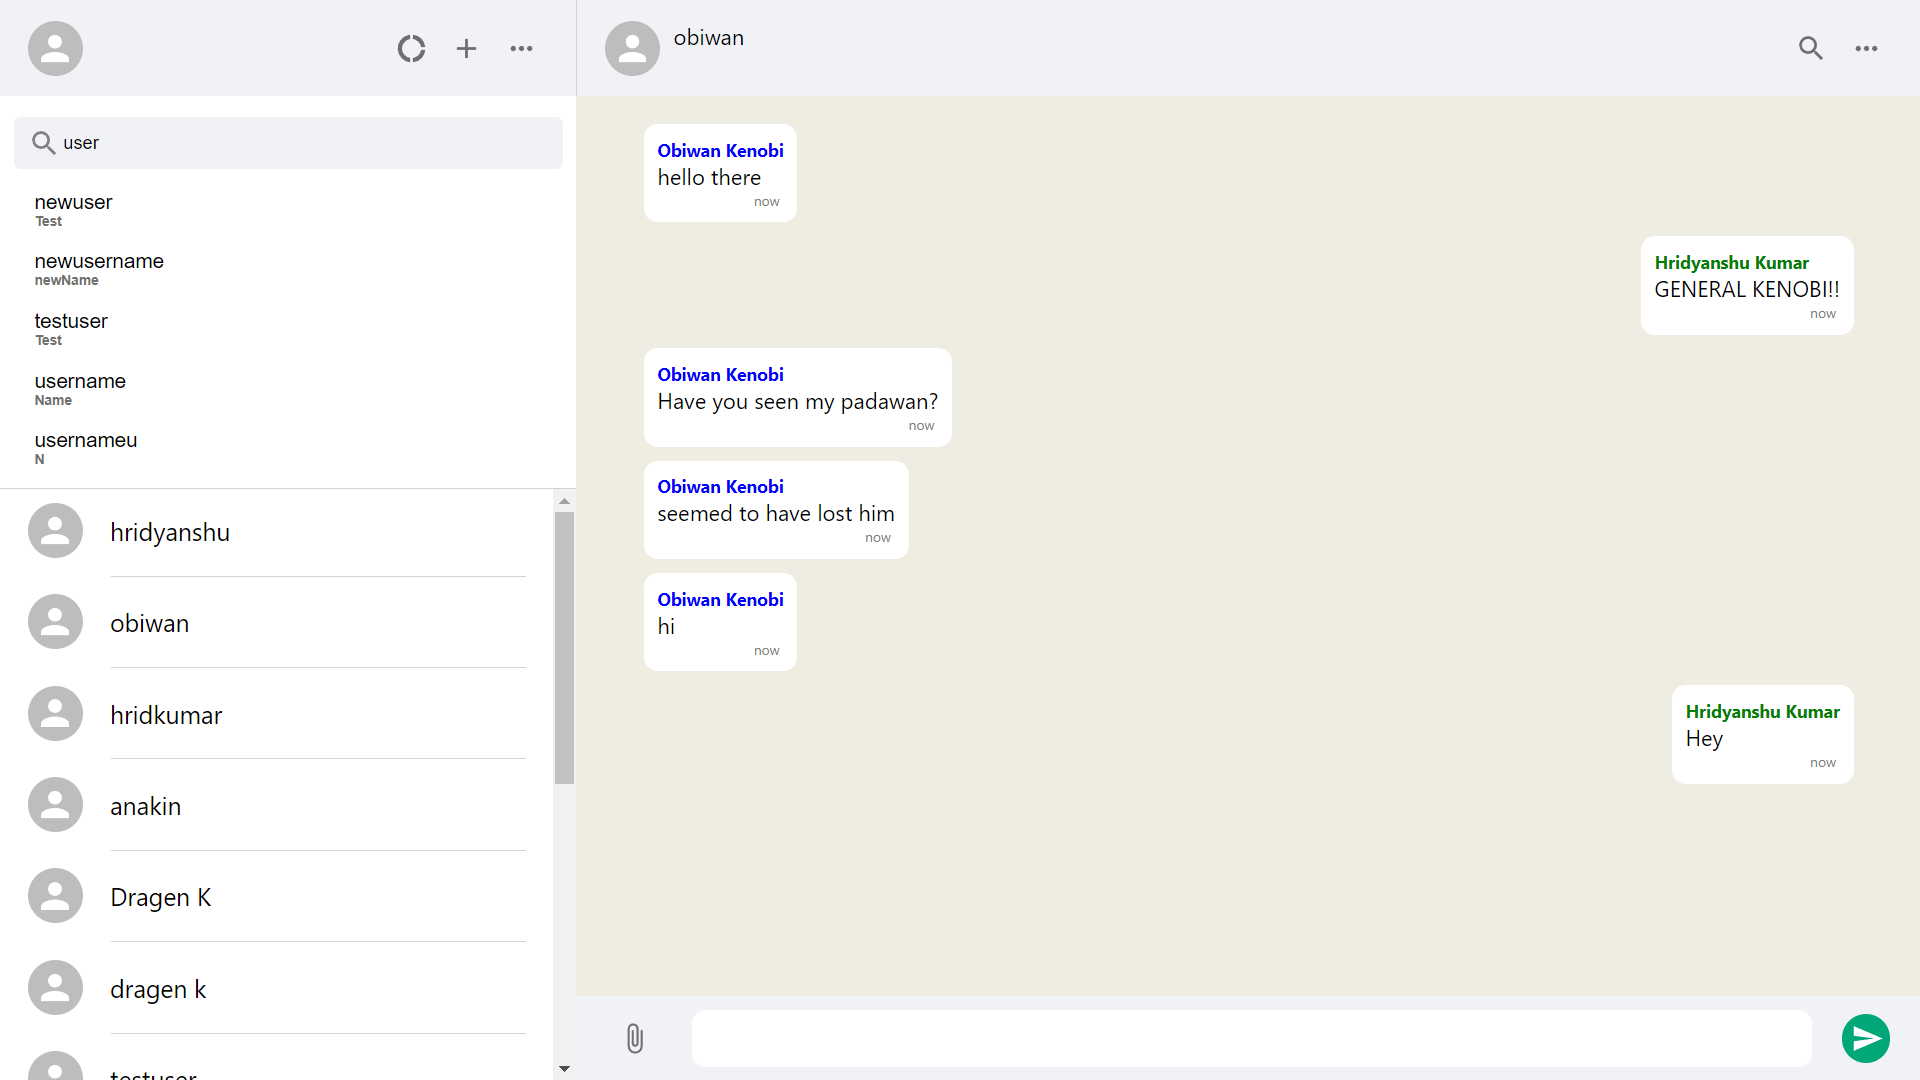 user
newuser
Test
newusername
newName
testuser
Test
username
Name
usernameu
N
hridyanshu
obiwan
hridkumar
anakin
Dragen K
dragen k
testuser
obiwan
Obiwan Kenobi
hello there
now
Hridyanshu Kumar
GENERAL KENOBI!!
now
Obiwan Kenobi
Have you seen my padawan?
now
Obiwan Kenobi
seemed to have lost him
now
Obiwan Kenobi
hi
now
Hridyanshu Kumar
Hey
now